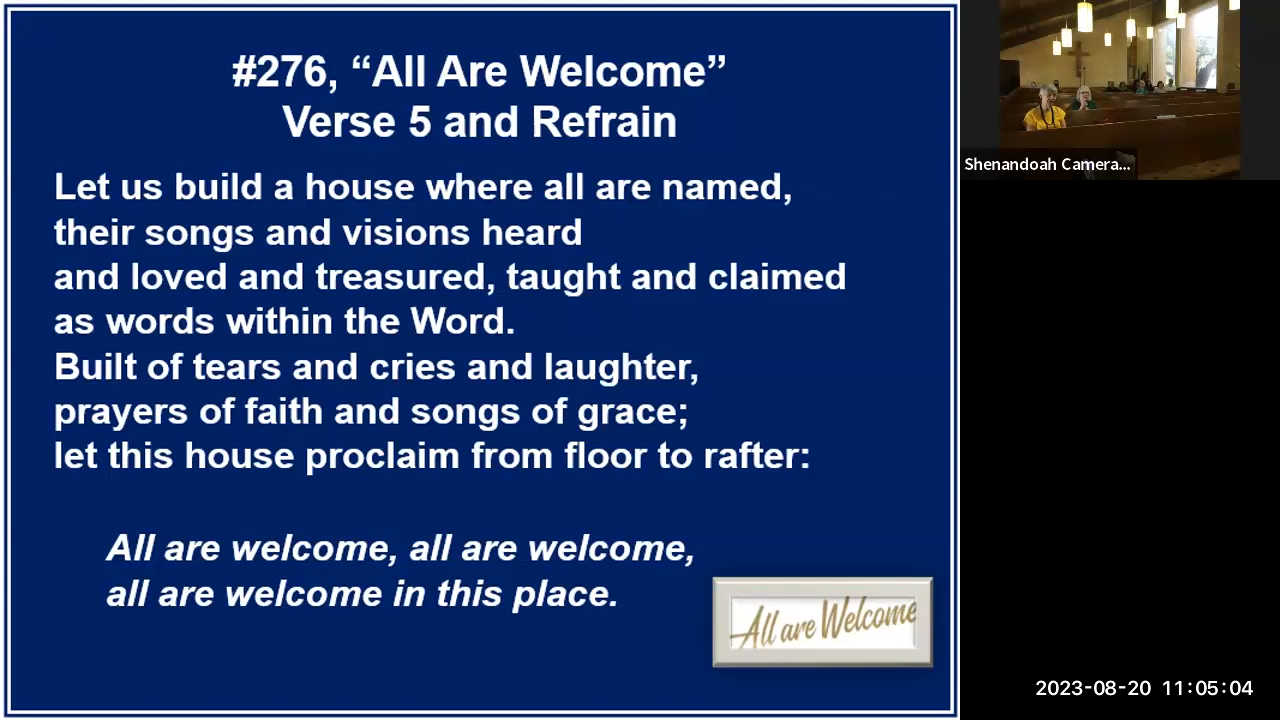 #276, “All Are Welcome”
Verse 5 and Refrain
Let us build a house where all are named,
their songs and visions heard
and loved and treasured, taught and claimed
as words within the Word.
Built of tears and cries and laughter,
prayers of faith and songs of grace;
let this house proclaim from floor to rafter:
All are welcome, all are welcome,
all are welcome in this place.
All are Welcome
Shenandoah Camera...
2023-08-20 11:05:04